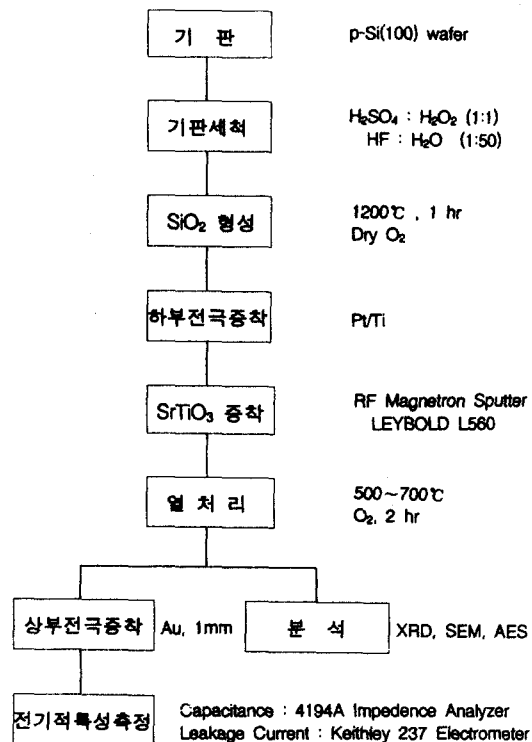 기 판
p-Si(100) wafer
기판세척
H₂SO₄ : H₂O₂ (1:1)
HF : H₂O (1:50)
SiO₂ 형성
1200℃ , 1 hr
Dry O₂
하부전극증착
Pt/Ti
SrTiO₃ 증착
RF Magnetron Sputter
LEYBOLD L560
열 처 리
500~700℃
O₂, 2 hr
상부전극증착
Au, 1mm
분 석
XRD, SEM, AES
전기적특성측정
Capacitance : 4194A Impedence Analyzer
Leakage Current : Keithley 237 Electrometer